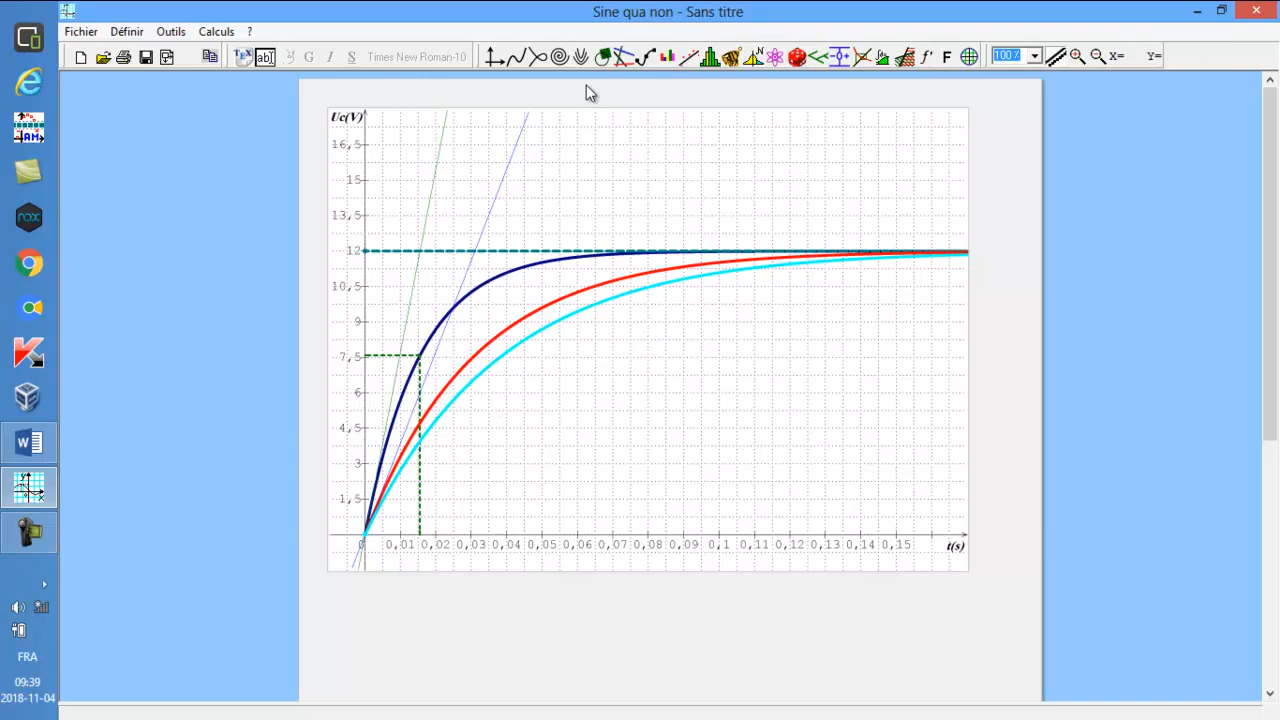 Sine qua non - Sans titre
Fichier Définir Outils Calculs ?
TEX ab] Y G I S Times New Roman-10 N f' F 100% X= Y=
Uc(V)
16,5
15
13,5
12
10,5
9
7,5
6
4,5
3
1,5
0 0,01 0,02 0,03 0,04 0,05 0,06 0,07 0,08 0,09 0,1 0,11 0,12 0,13 0,14 0,15 t(s)
nox
W
y
x
FRA
09:39
2018-11-04